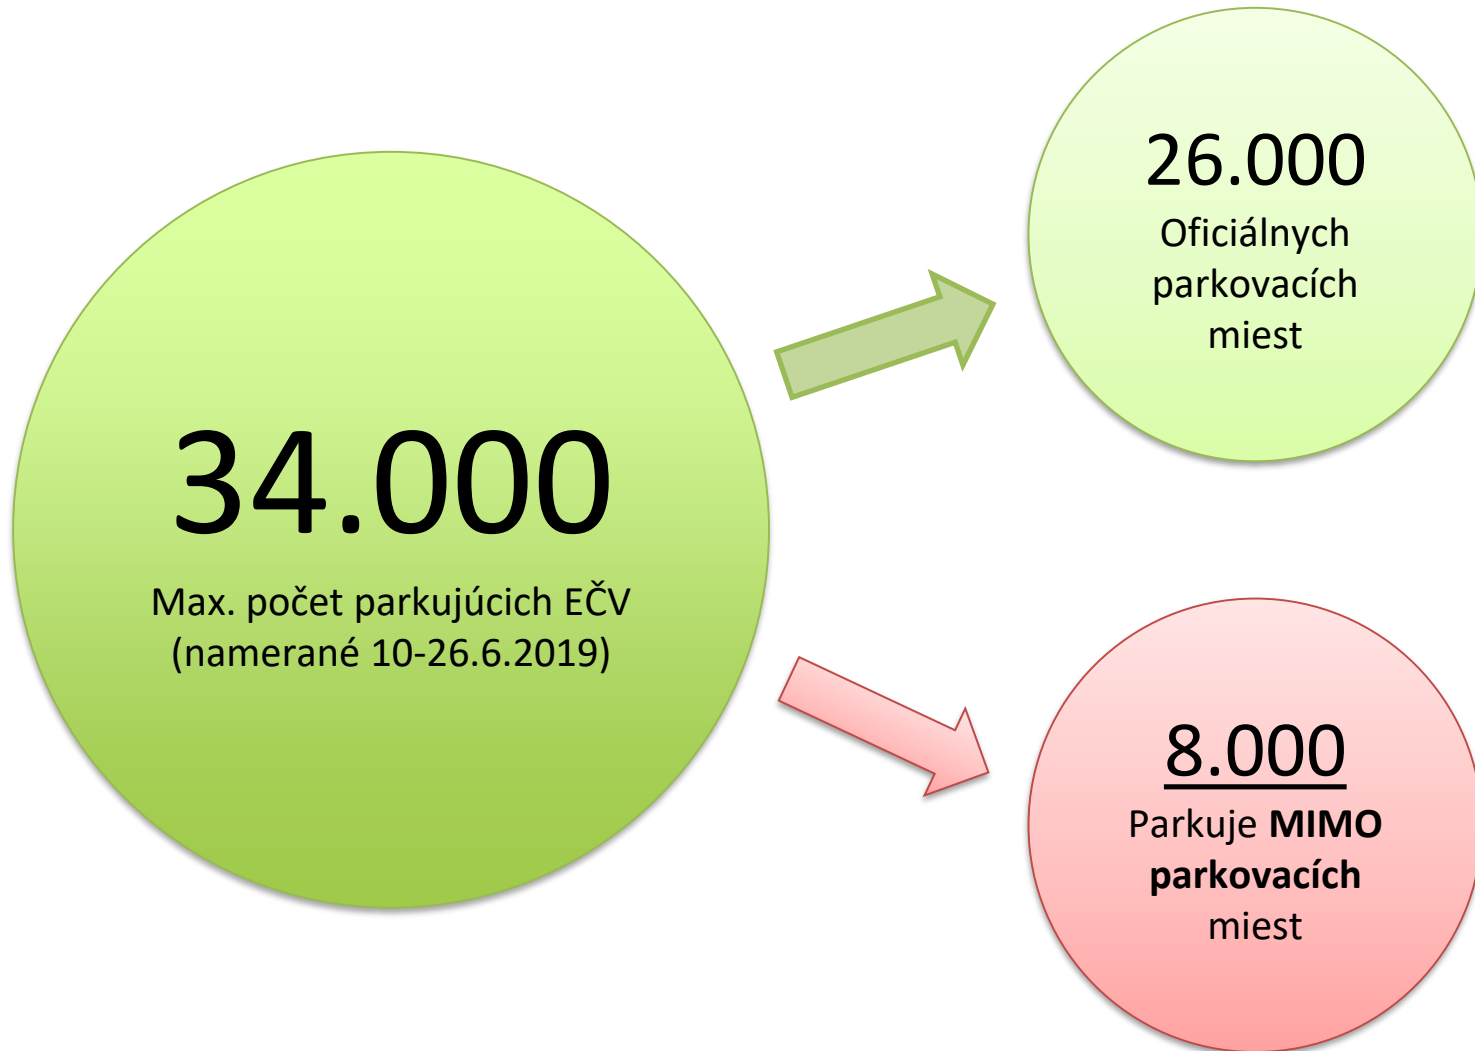 34.000
Max. počet parkujúcich EČV
(namerané 10-26.6.2019)
26.000
Oficiálnych
parkovacích
miest
8.000
Parkuje MIMO
parkovacích
miest